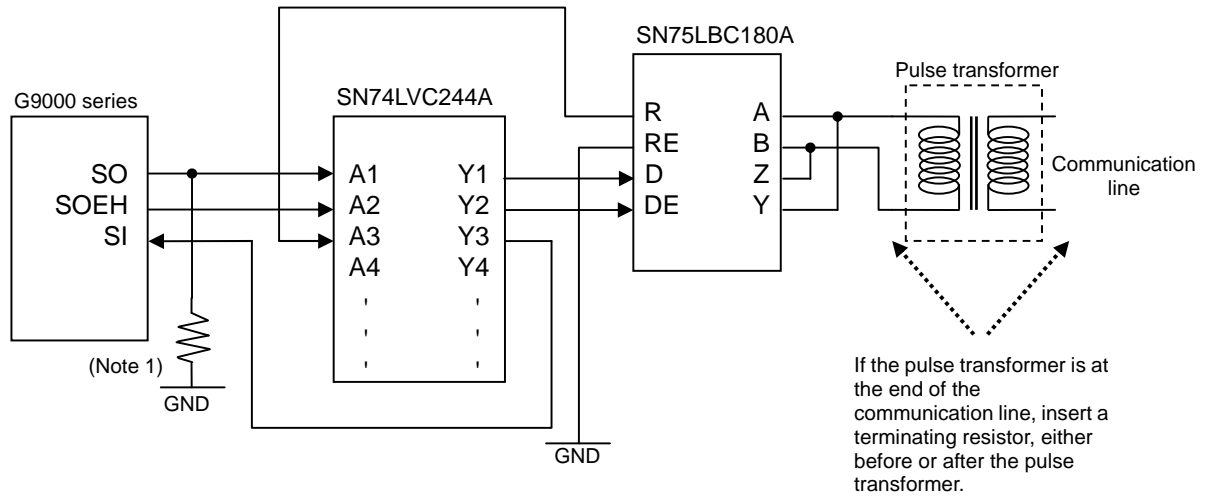 SN75LBC180A
Pulse transformer
G9000 series
SN74LVC244A
R A
RE B
D Z
DE Y
SO
SOEH
SI
A1 Y1
A2 Y2
A3 Y3
A4 Y4
' '
' '
' '
Communication
line
(Note 1)
GND
GND
If the pulse transformer is at
the end of the
communication line, insert a
terminating resistor, either
before or after the pulse
transformer.